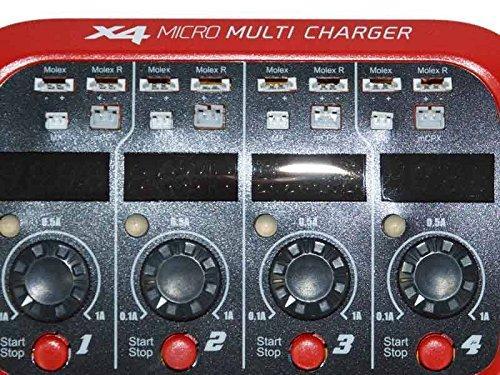 X4 MICRO MULTI CHARGER
Molex Molex R Molex Molex R Molex Molex R Molex Molex R
+ + + +
mCPX
0.5A 0.5A 0.5A 0.5A
1A 1A 0.1A 1A 0.1A 1A 0.1A 1A
Start Stop 1
Start Stop 2
Start Stop 3
Start Stop 4